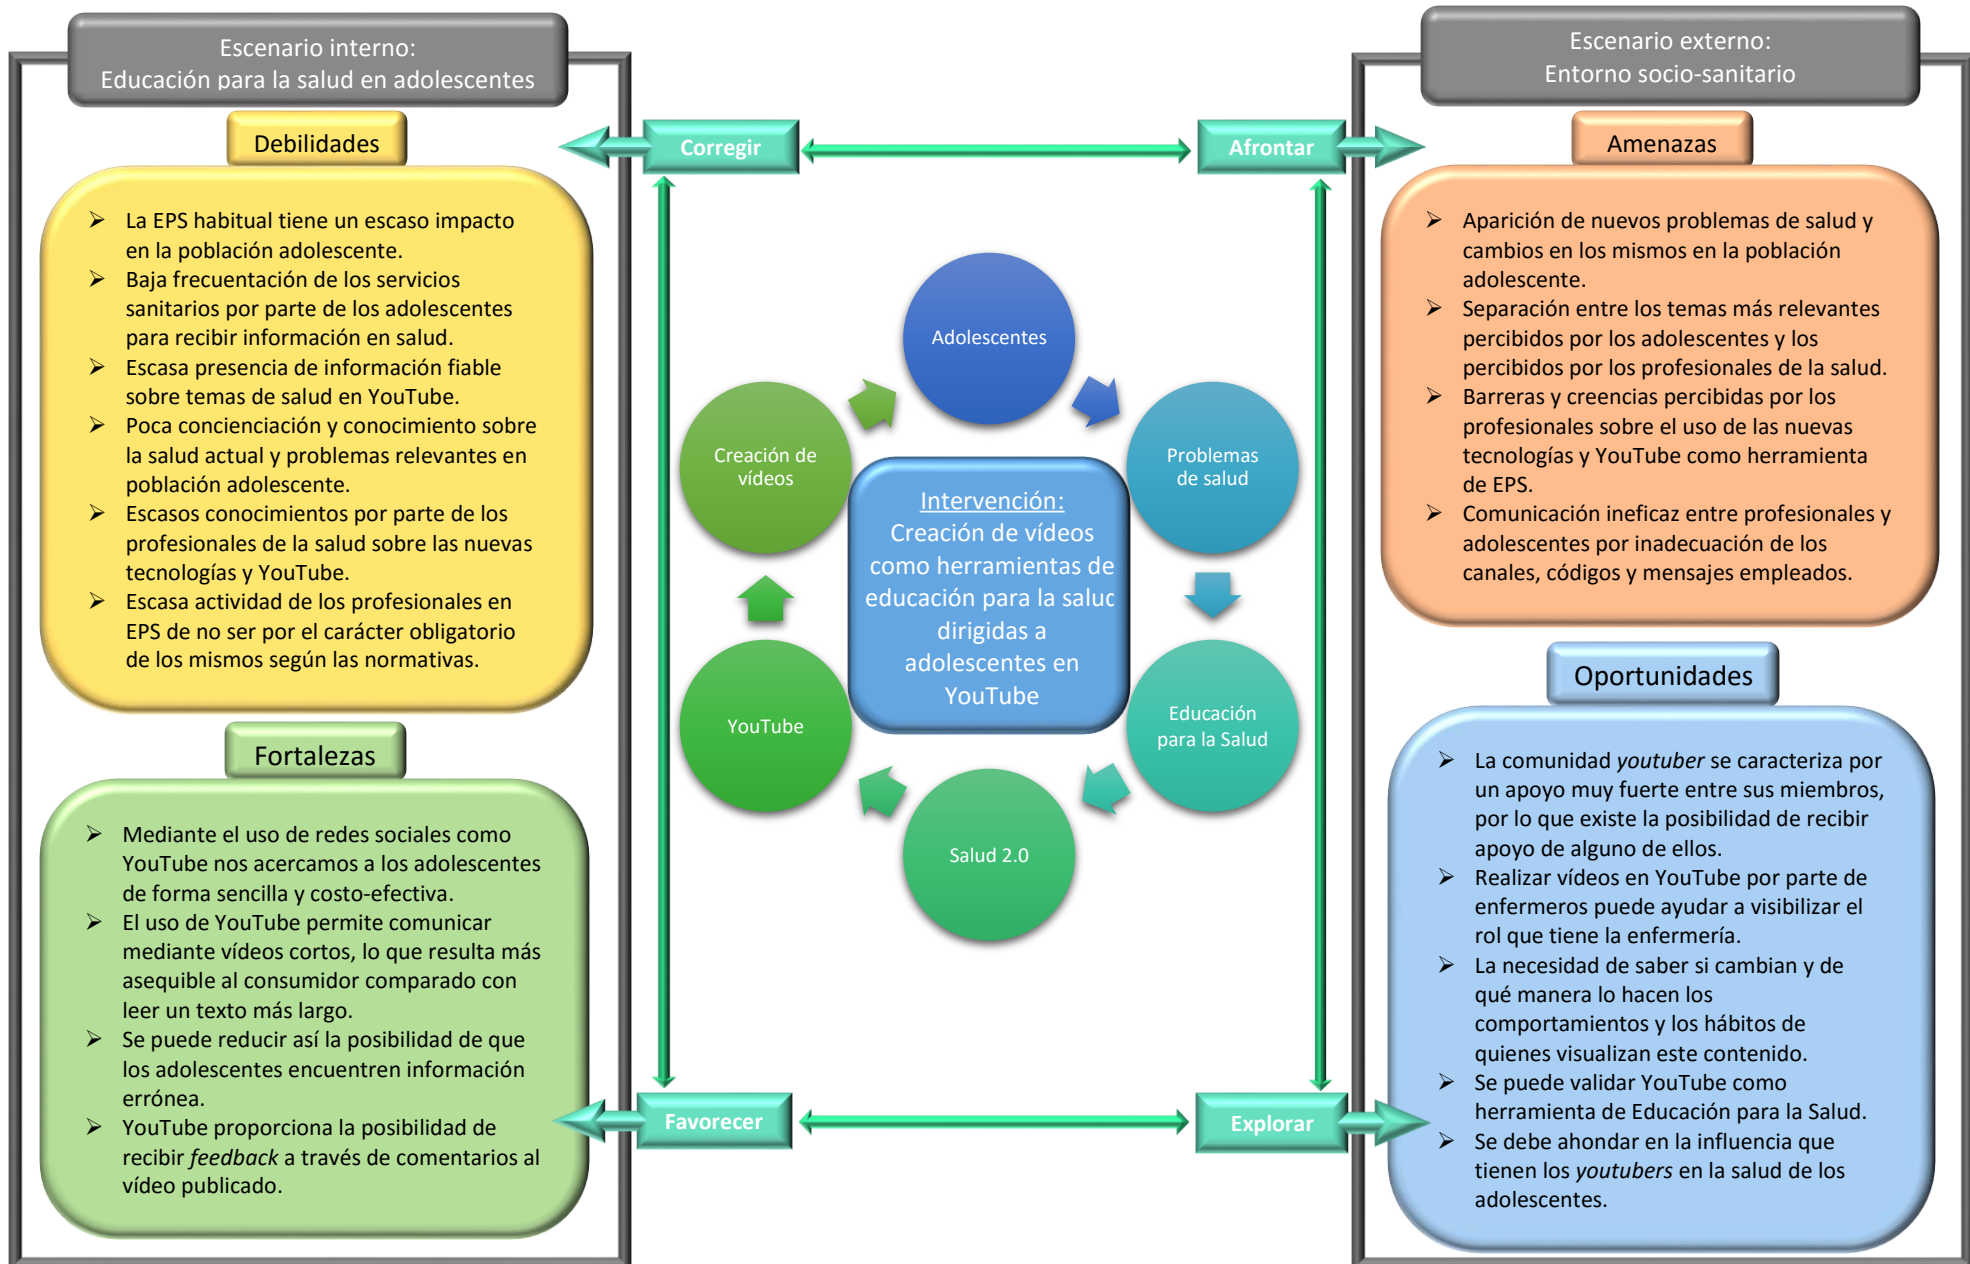 Escenario interno:
Educación para la salud en adolescentes
Debilidades
➢ La EPS habitual tiene un escaso impacto
en la población adolescente.
➢ Baja frecuentación de los servicios
sanitarios por parte de los adolescentes
para recibir información en salud.
➢ Escasa presencia de información fiable
sobre temas de salud en YouTube.
➢ Poca concienciación y conocimiento sobre
la salud actual y problemas relevantes en
población adolescente.
➢ Escasos conocimientos por parte de los
profesionales de la salud sobre las nuevas
tecnologías y YouTube.
➢ Escasa actividad de los profesionales en
EPS de no ser por el carácter obligatorio
de los mismos según las normativas.
Fortalezas
➢ Mediante el uso de redes sociales como
YouTube nos acercamos a los adolescentes
de forma sencilla y costo-efectiva.
➢ El uso de YouTube permite comunicar
mediante vídeos cortos, lo que resulta más
asequible al consumidor comparado con
leer un texto más largo.
➢ Se puede reducir así la posibilidad de que
los adolescentes encuentren información
errónea.
➢ YouTube proporciona la posibilidad de
recibir feedback a través de comentarios al
vídeo publicado.
Corregir
Afrontar
Favorecer
Explorar
Adolescentes
Problemas
de salud
Educación
para la Salud
Salud 2.0
YouTube
Creación de
vídeos
Intervención:
Creación de vídeos
como herramientas de
educación para la salud
dirigidas a
adolescentes en
YouTube
Escenario externo:
Entorno socio-sanitario
Amenazas
➢ Aparición de nuevos problemas de salud y
cambios en los mismos en la población
adolescente.
➢ Separación entre los temas más relevantes
percibidos por los adolescentes y los
percibidos por los profesionales de la salud.
➢ Barreras y creencias percibidas por los
profesionales sobre el uso de las nuevas
tecnologías y YouTube como herramienta
de EPS.
➢ Comunicación ineficaz entre profesionales y
adolescentes por inadecuación de los
canales, códigos y mensajes empleados.
Oportunidades
➢ La comunidad youtuber se caracteriza por
un apoyo muy fuerte entre sus miembros,
por lo que existe la posibilidad de recibir
apoyo de alguno de ellos.
➢ Realizar vídeos en YouTube por parte de
enfermeros puede ayudar a visibilizar el
rol que tiene la enfermería.
➢ La necesidad de saber si cambian y de
qué manera lo hacen los
comportamientos y los hábitos de
quienes visualizan este contenido.
➢ Se puede validar YouTube como
herramienta de Educación para la Salud.
➢ Se debe ahondar en la influencia que
tienen los youtubers en la salud de los
adolescentes.